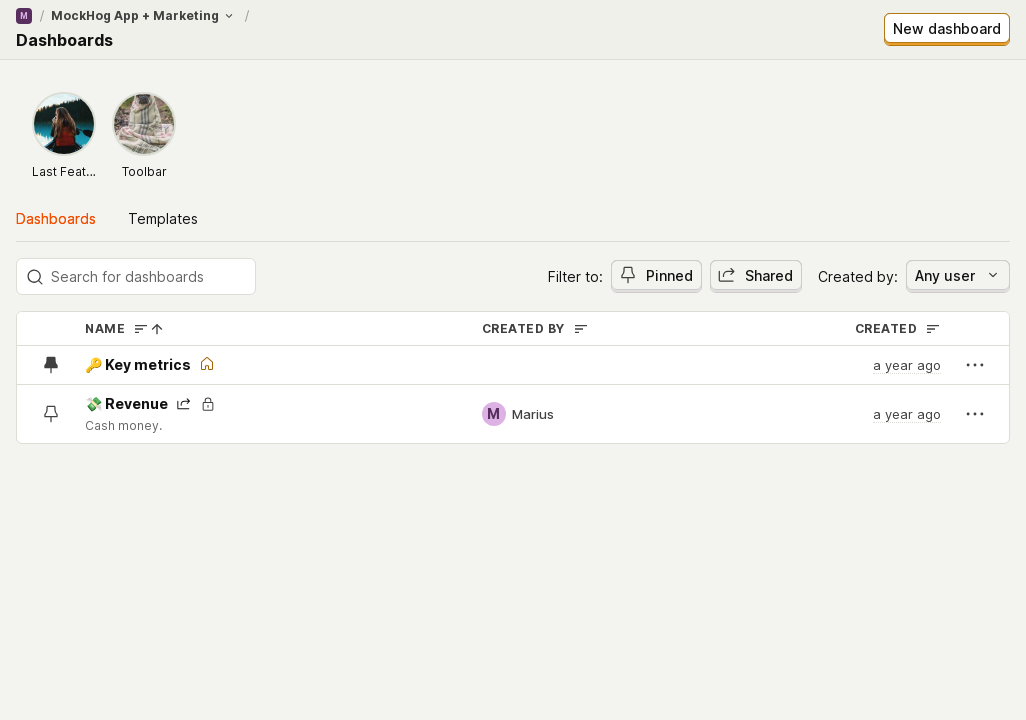 M / MockHog App + Marketing /
Dashboards
New dashboard
Last Feat... Toolbar
Dashboards Templates
Search for dashboards Filter to: Pinned Shared Created by: Any user
NAME CREATED BY CREATED
🔑 Key metrics a year ago
💸 Revenue
Cash money.
M Marius a year ago